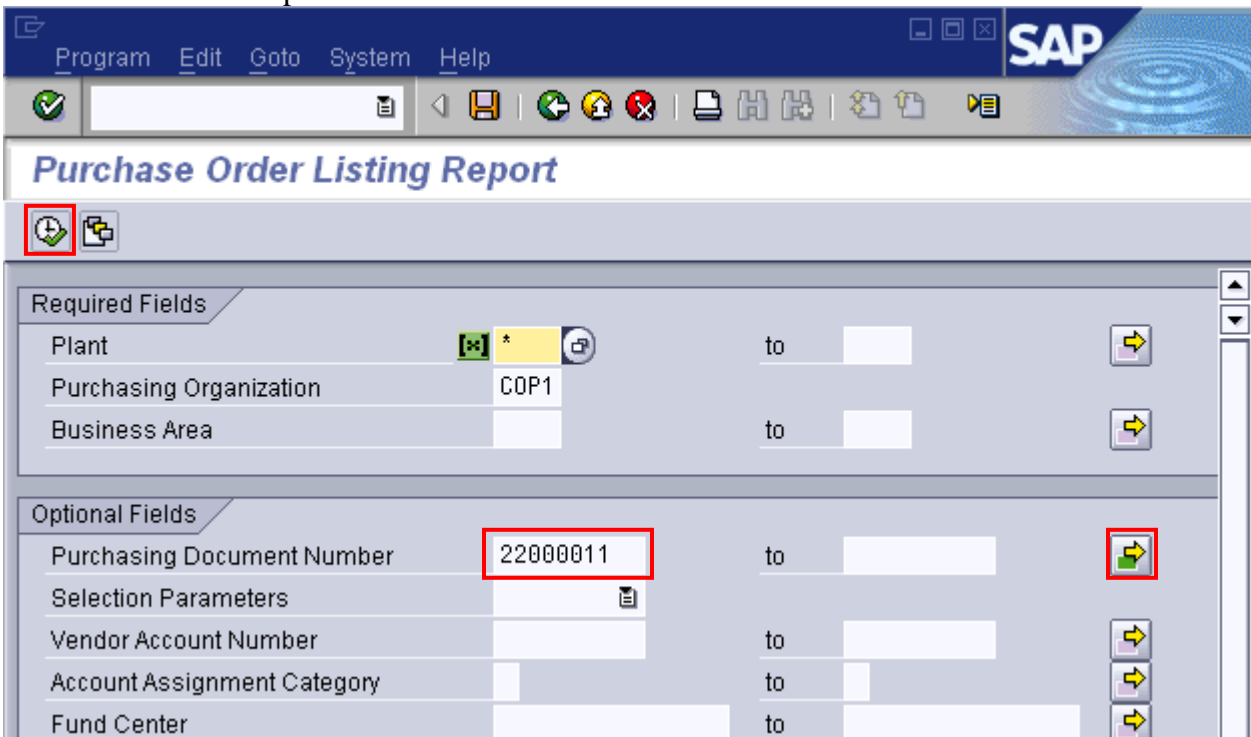 Program Edit Goto System Help
SAP
Purchase Order Listing Report
Required Fields
Plant * to
Purchasing Organization COP1
Business Area to
Optional Fields
Purchasing Document Number 22000011 to
Selection Parameters
Vendor Account Number to
Account Assignment Category to
Fund Center to